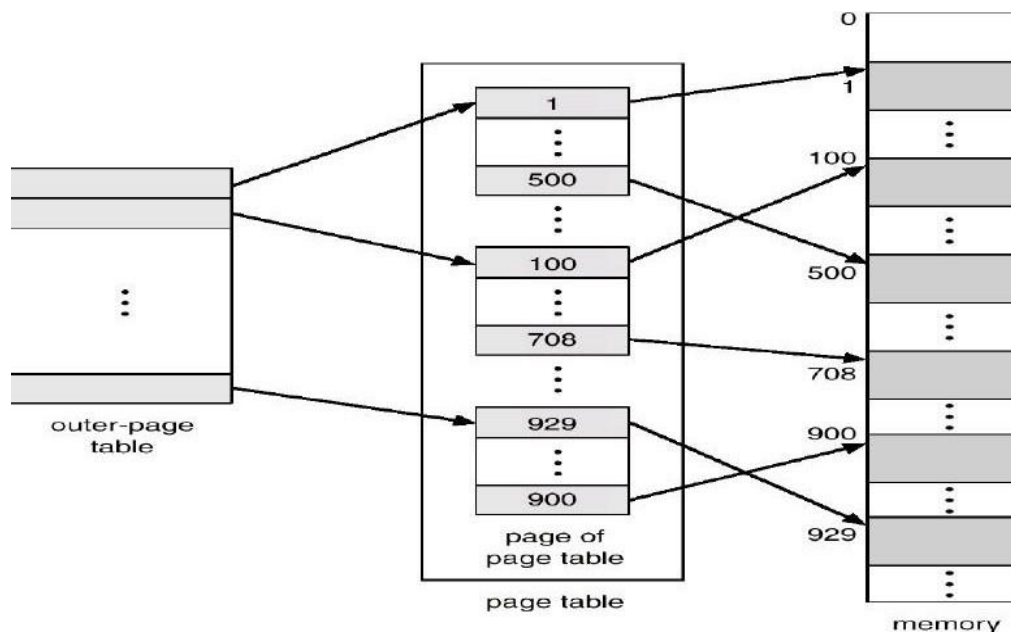 outer-page
table
1
500
100
708
929
900
page of
page table
page table
0
1
100
500
708
900
929
memory